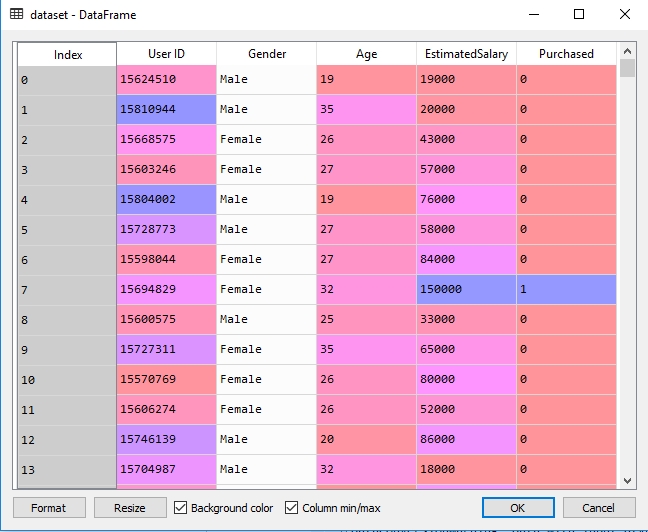 dataset - DataFrame
Index User ID Gender Age EstimatedSalary Purchased
0 15624510 Male 19 19000 0
1 15810944 Male 35 20000 0
2 15668575 Female 26 43000 0
3 15603246 Female 27 57000 0
4 15804002 Male 19 76000 0
5 15728773 Male 27 58000 0
6 15598044 Female 27 84000 0
7 15694829 Female 32 150000 1
8 15600575 Male 25 33000 0
9 15727311 Female 35 65000 0
10 15570769 Female 26 80000 0
11 15606274 Female 26 52000 0
12 15746139 Male 20 86000 0
13 15704987 Male 32 18000 0
Format Resize Background color Column min/max OK Cancel